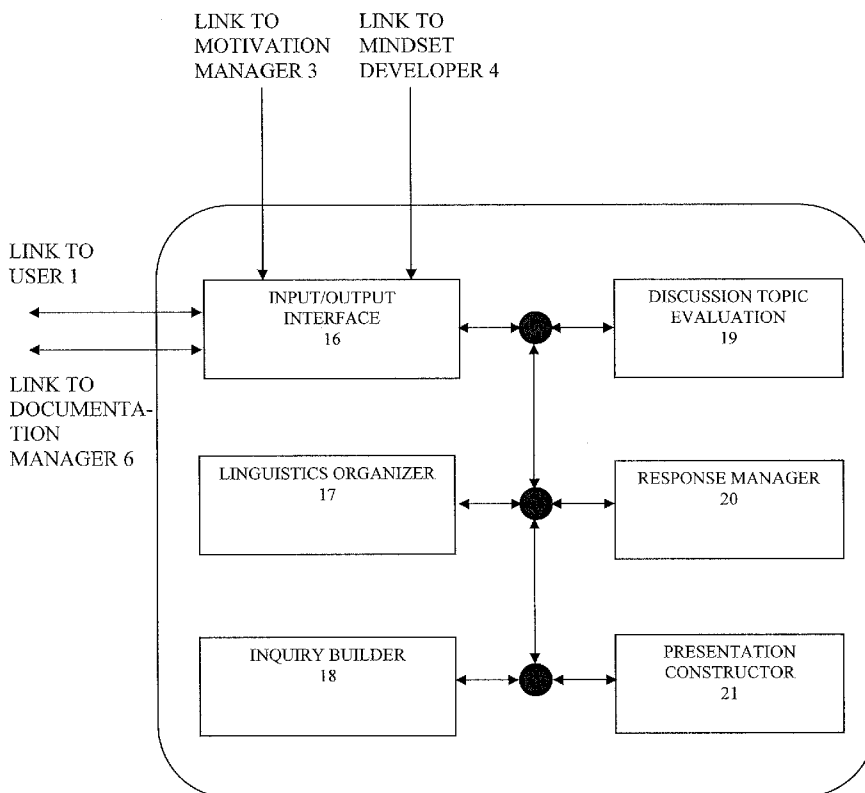 LINK TO
MOTIVATION
MANAGER 3
LINK TO
MINDSET
DEVELOPER 4
LINK TO
USER 1
LINK TO
DOCUMENTA-
TION
MANAGER 6
INPUT/OUTPUT
INTERFACE
16
DISCUSSION TOPIC
EVALUATION
19
LINGUISTICS ORGANIZER
17
RESPONSE MANAGER
20
INQUIRY BUILDER
18
PRESENTATION
CONSTRUCTOR
21